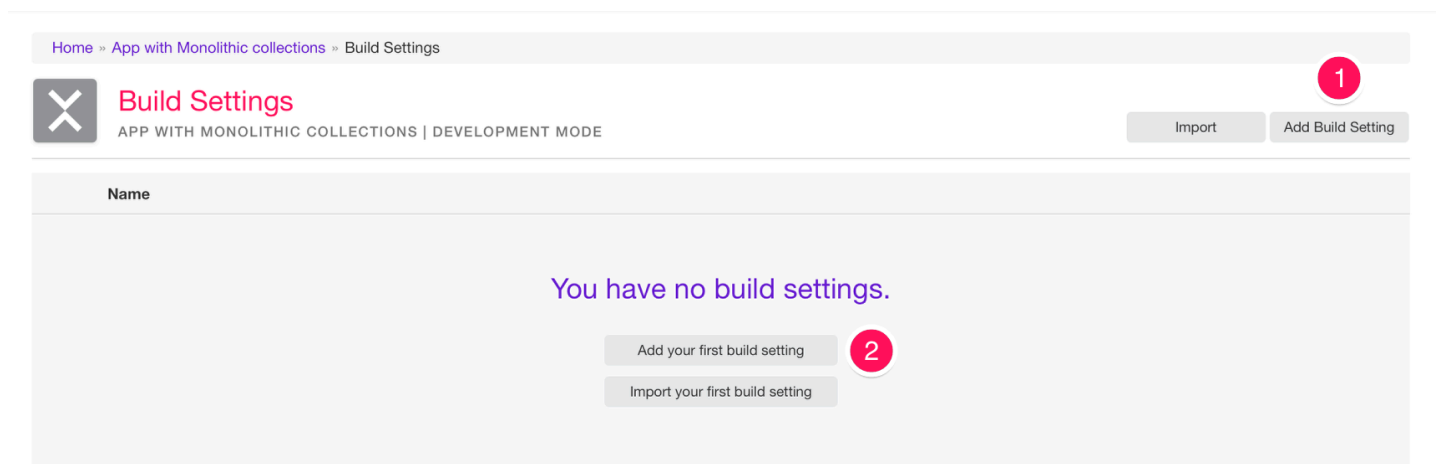 Home » App with Monolithic collections » Build Settings
1
Build Settings
APP WITH MONOLITHIC COLLECTIONS | DEVELOPMENT MODE
Import Add Build Setting
Name
You have no build settings.
Add your first build setting 2
Import your first build setting